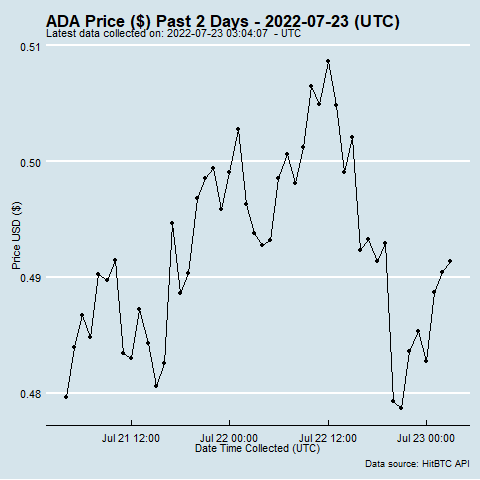 ADA Price ($) Past 2 Days - 2022-07-23 (UTC)
Latest data collected on: 2022-07-23 03:04:07 - UTC
0.51
0.50
0.49
0.48
Price USD ($)
Jul 21 12:00 Jul 22 00:00 Jul 22 12:00 Jul 23 00:00
Date Time Collected (UTC)
Data source: HitBTC API